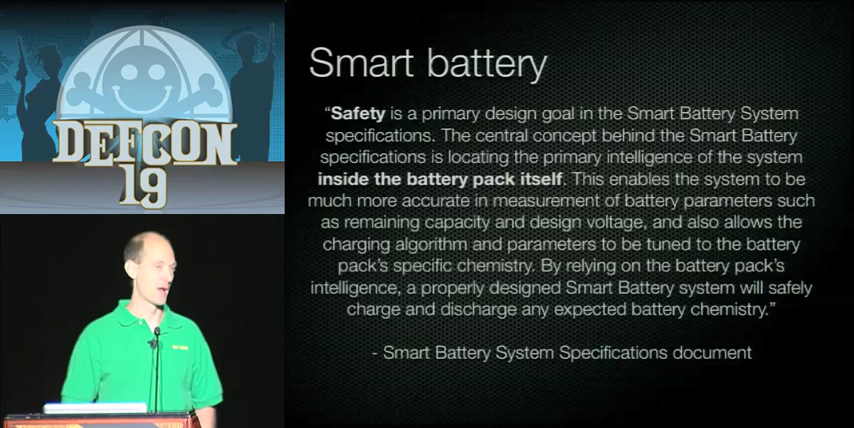 DEFCON
19
Smart battery
“Safety is a primary design goal in the Smart Battery System
specifications. The central concept behind the Smart Battery
specifications is locating the primary intelligence of the system
inside the battery pack itself. This enables the system to be
much more accurate in measurement of battery parameters such
as remaining capacity and design voltage, and also allows the
charging algorithm and parameters to be tuned to the battery
pack’s specific chemistry. By relying on the battery pack’s
intelligence, a properly designed Smart Battery system will safely
charge and discharge any expected battery chemistry.”
- Smart Battery System Specifications document